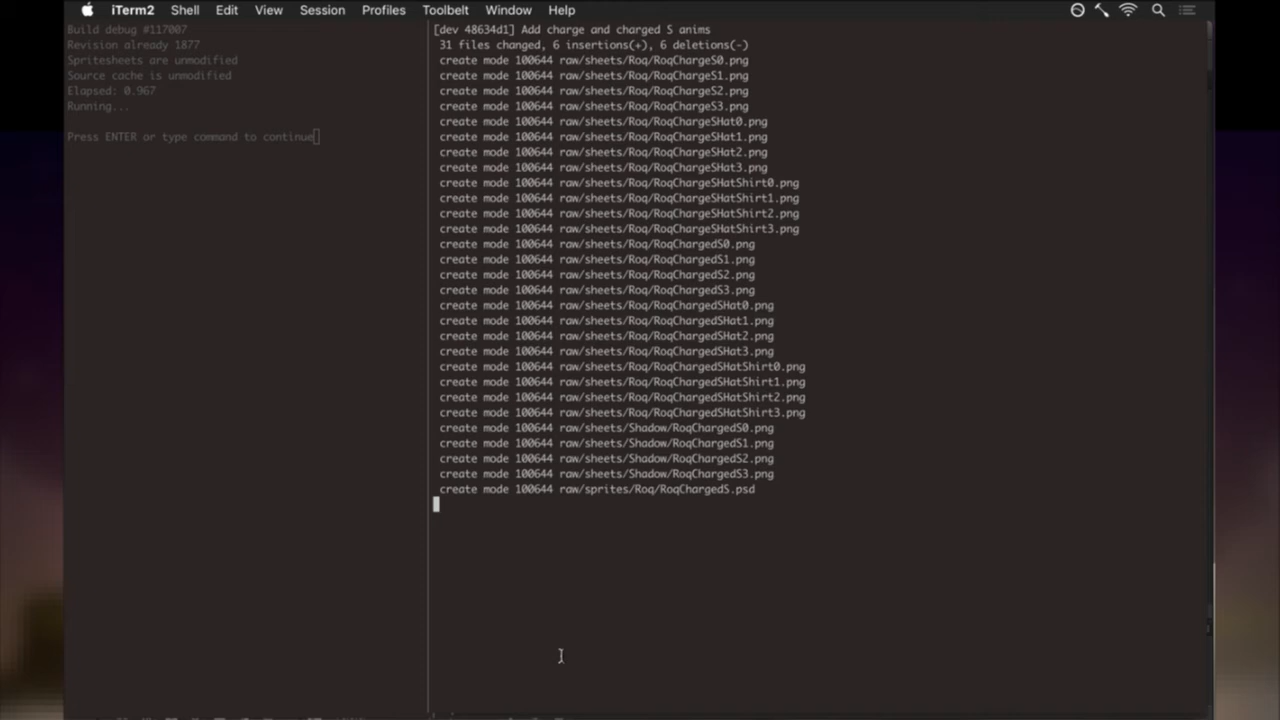 iTerm2 Shell Edit View Session Profiles Toolbelt Window Help
Build debug #117007
Revision already 1877
Spritesheets are unmodified
Source cache is unmodified
Elapsed: 0.967
Running...
Press ENTER or type command to continue
[dev 48634d1] Add charge and charged S anims
31 files changed, 6 insertions(+), 6 deletions(-)
create mode 100644 raw/sheets/Roq/RoqChargeS0.png
create mode 100644 raw/sheets/Roq/RoqChargeS1.png
create mode 100644 raw/sheets/Roq/RoqChargeS2.png
create mode 100644 raw/sheets/Roq/RoqChargeS3.png
create mode 100644 raw/sheets/Roq/RoqChargeSHat0.png
create mode 100644 raw/sheets/Roq/RoqChargeSHat1.png
create mode 100644 raw/sheets/Roq/RoqChargeSHat2.png
create mode 100644 raw/sheets/Roq/RoqChargeSHat3.png
create mode 100644 raw/sheets/Roq/RoqChargeSHatShirt0.png
create mode 100644 raw/sheets/Roq/RoqChargeSHatShirt1.png
create mode 100644 raw/sheets/Roq/RoqChargeSHatShirt2.png
create mode 100644 raw/sheets/Roq/RoqChargeSHatShirt3.png
create mode 100644 raw/sheets/Roq/RoqChargedS0.png
create mode 100644 raw/sheets/Roq/RoqChargedS1.png
create mode 100644 raw/sheets/Roq/RoqChargedS2.png
create mode 100644 raw/sheets/Roq/RoqChargedS3.png
create mode 100644 raw/sheets/Roq/RoqChargedSHat0.png
create mode 100644 raw/sheets/Roq/RoqChargedSHat1.png
create mode 100644 raw/sheets/Roq/RoqChargedSHat2.png
create mode 100644 raw/sheets/Roq/RoqChargedSHat3.png
create mode 100644 raw/sheets/Roq/RoqChargedSHatShirt0.png
create mode 100644 raw/sheets/Roq/RoqChargedSHatShirt1.png
create mode 100644 raw/sheets/Roq/RoqChargedSHatShirt2.png
create mode 100644 raw/sheets/Roq/RoqChargedSHatShirt3.png
create mode 100644 raw/sheets/Shadow/RoqChargedS0.png
create mode 100644 raw/sheets/Shadow/RoqChargedS1.png
create mode 100644 raw/sheets/Shadow/RoqChargedS2.png
create mode 100644 raw/sheets/Shadow/RoqChargedS3.png
create mode 100644 raw/sprites/Roq/RoqChargedS.psd